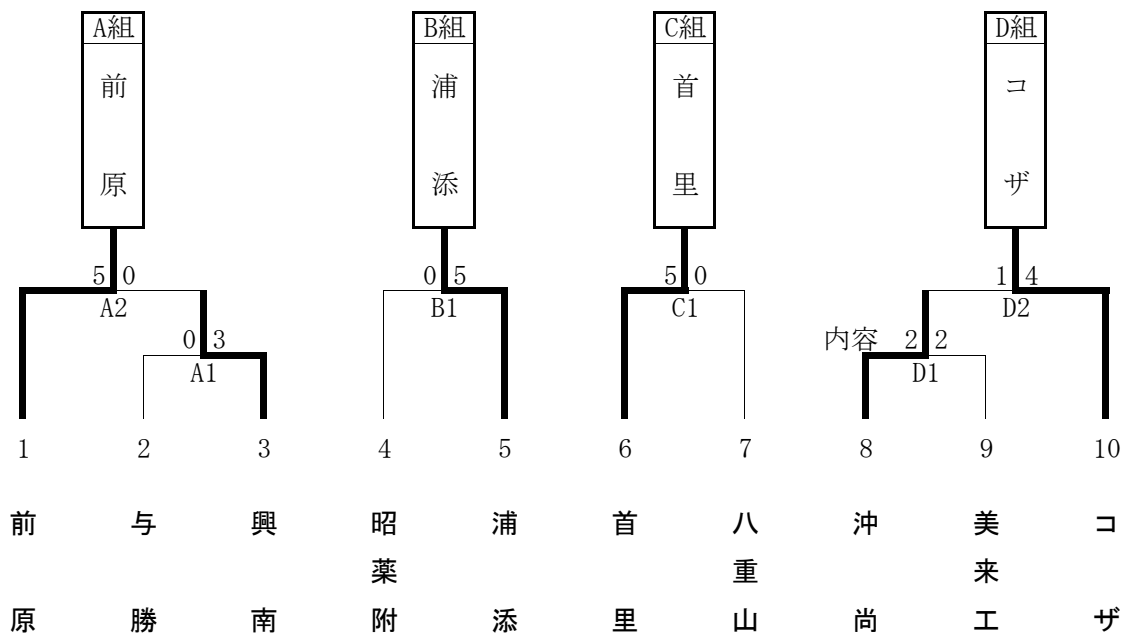 A組 B組 C組 D組
前原 浦添 首里 コザ
5 0 0 5 5 0 1 4
A2 B1 C1 D2
0 3 内容 2 2
A1 D1
1 2 3 4 5 6 7 8 9 10
前原 与勝 興南 昭薬附 浦添 首里 八重山 沖尚 美来工 コザ